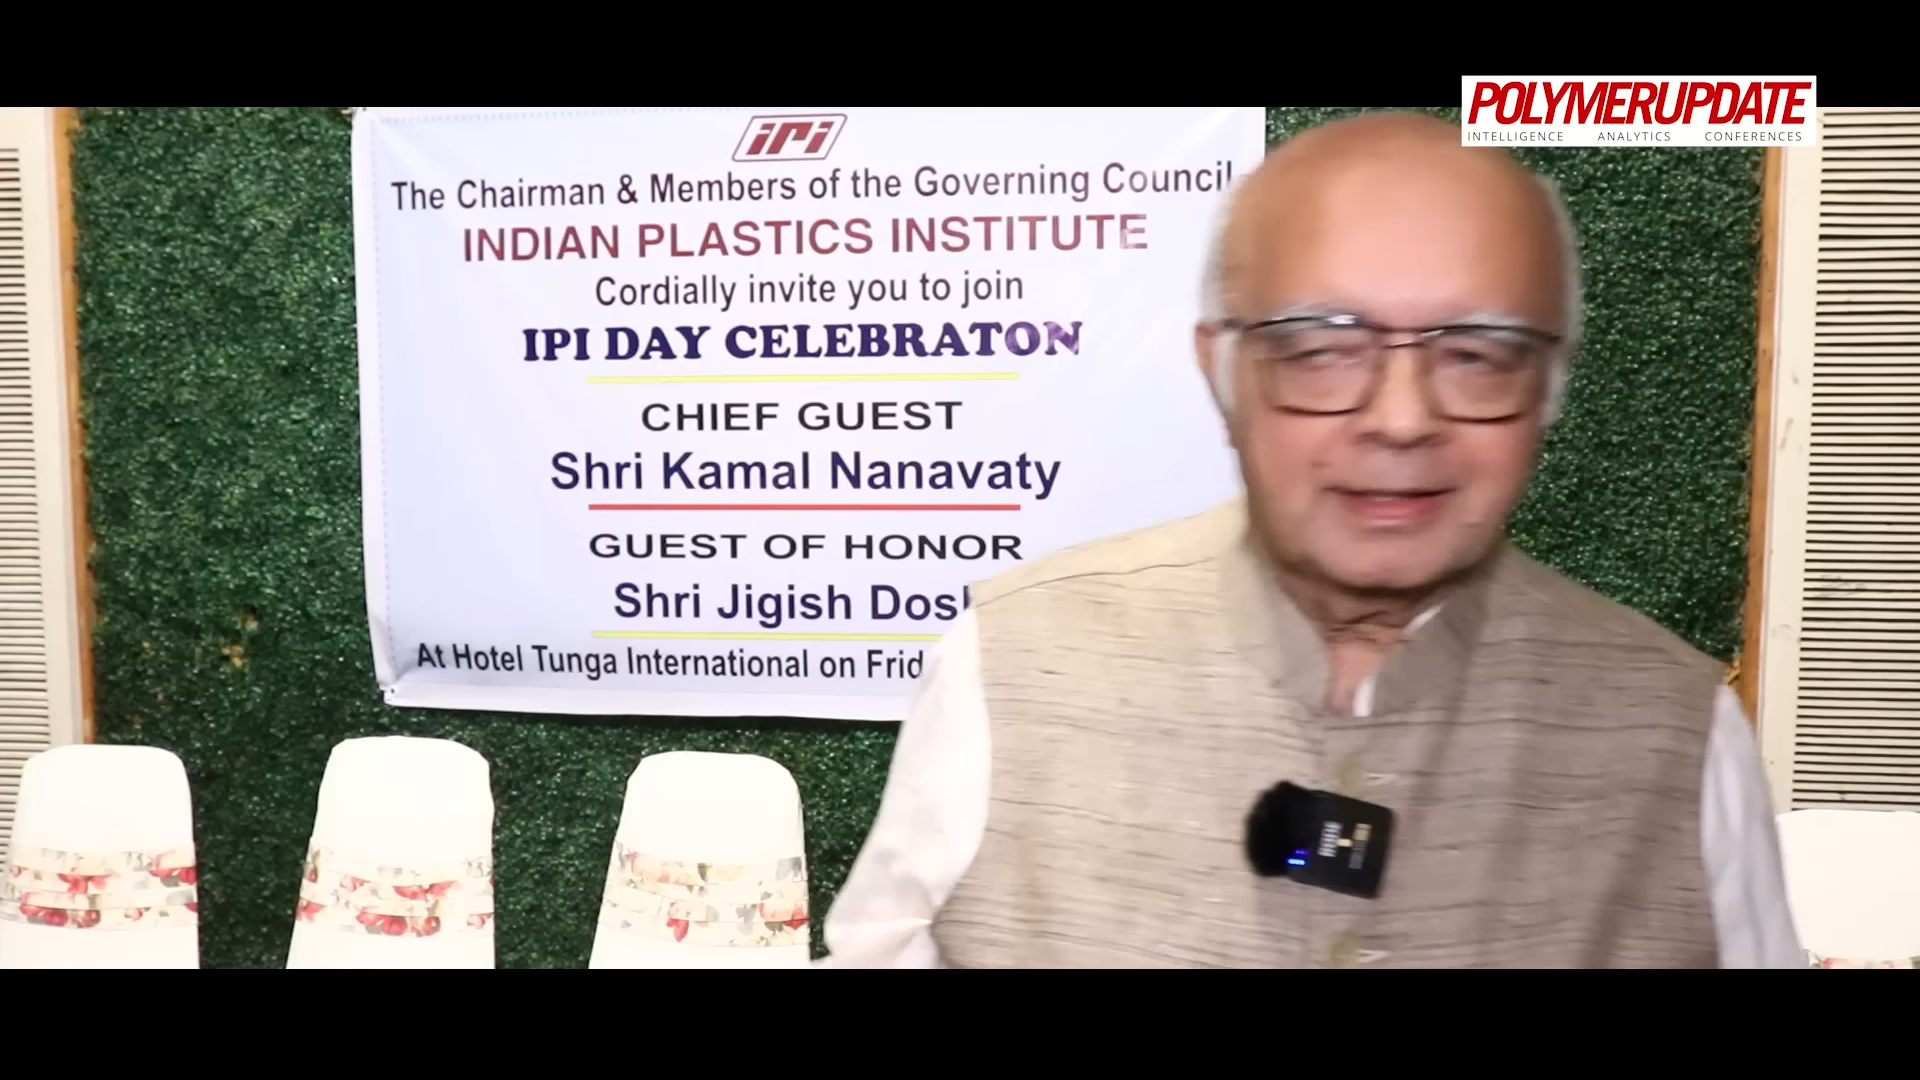 POLYMERUPDATE
INTELLIGENCE ANALYTICS CONFERENCES
iPi
The Chairman & Members of the Governing Council
INDIAN PLASTICS INSTITUTE
Cordially invite you to join
IPI DAY CELEBRATON
CHIEF GUEST
Shri Kamal Nanavaty
GUEST OF HONOR
Shri Jigish
At Hotel Tunga International on
RODE